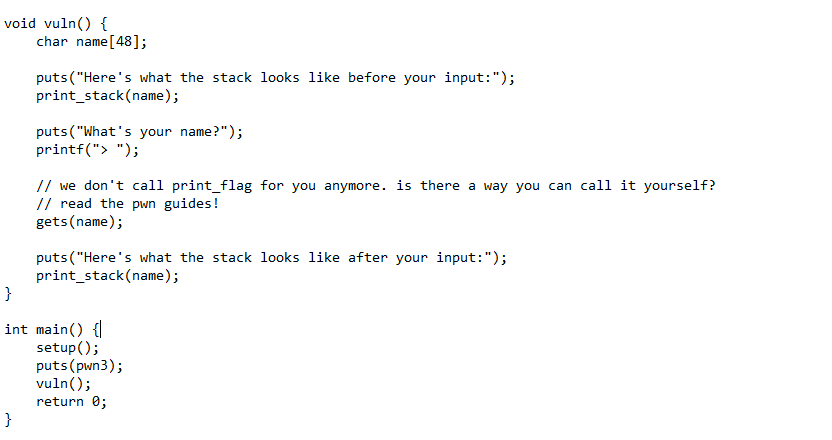 void vuln() {
    char name[48];

    puts("Here's what the stack looks like before your input:");
    print_stack(name);

    puts("What's your name?");
    printf("> ");

    // we don't call print_flag for you anymore. is there a way you can call it yourself?
    // read the pwn guides!
    gets(name);

    puts("Here's what the stack looks like after your input:");
    print_stack(name);
}

int main() {
    setup();
    puts(pwn3);
    vuln();
    return 0;
}